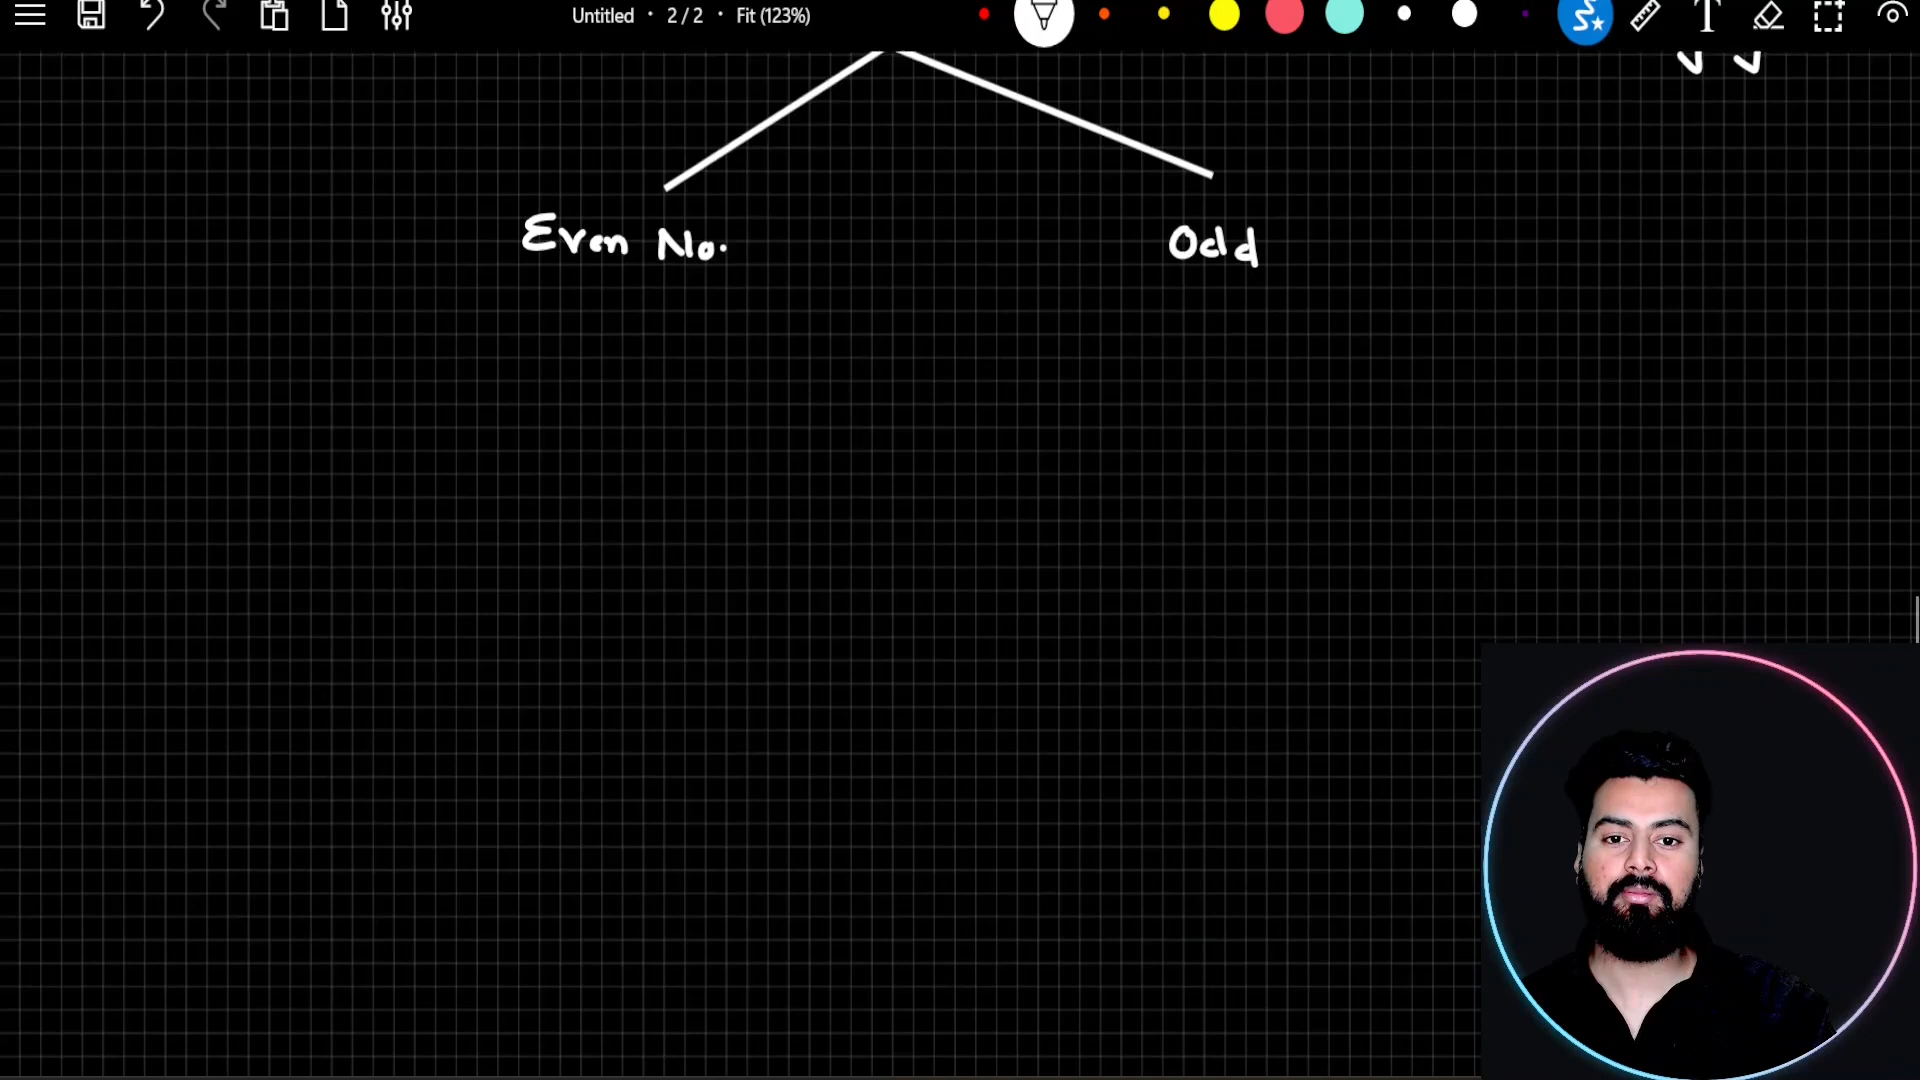 Untitled • 2 / 2 • Fit (123%)
Even No. Odd